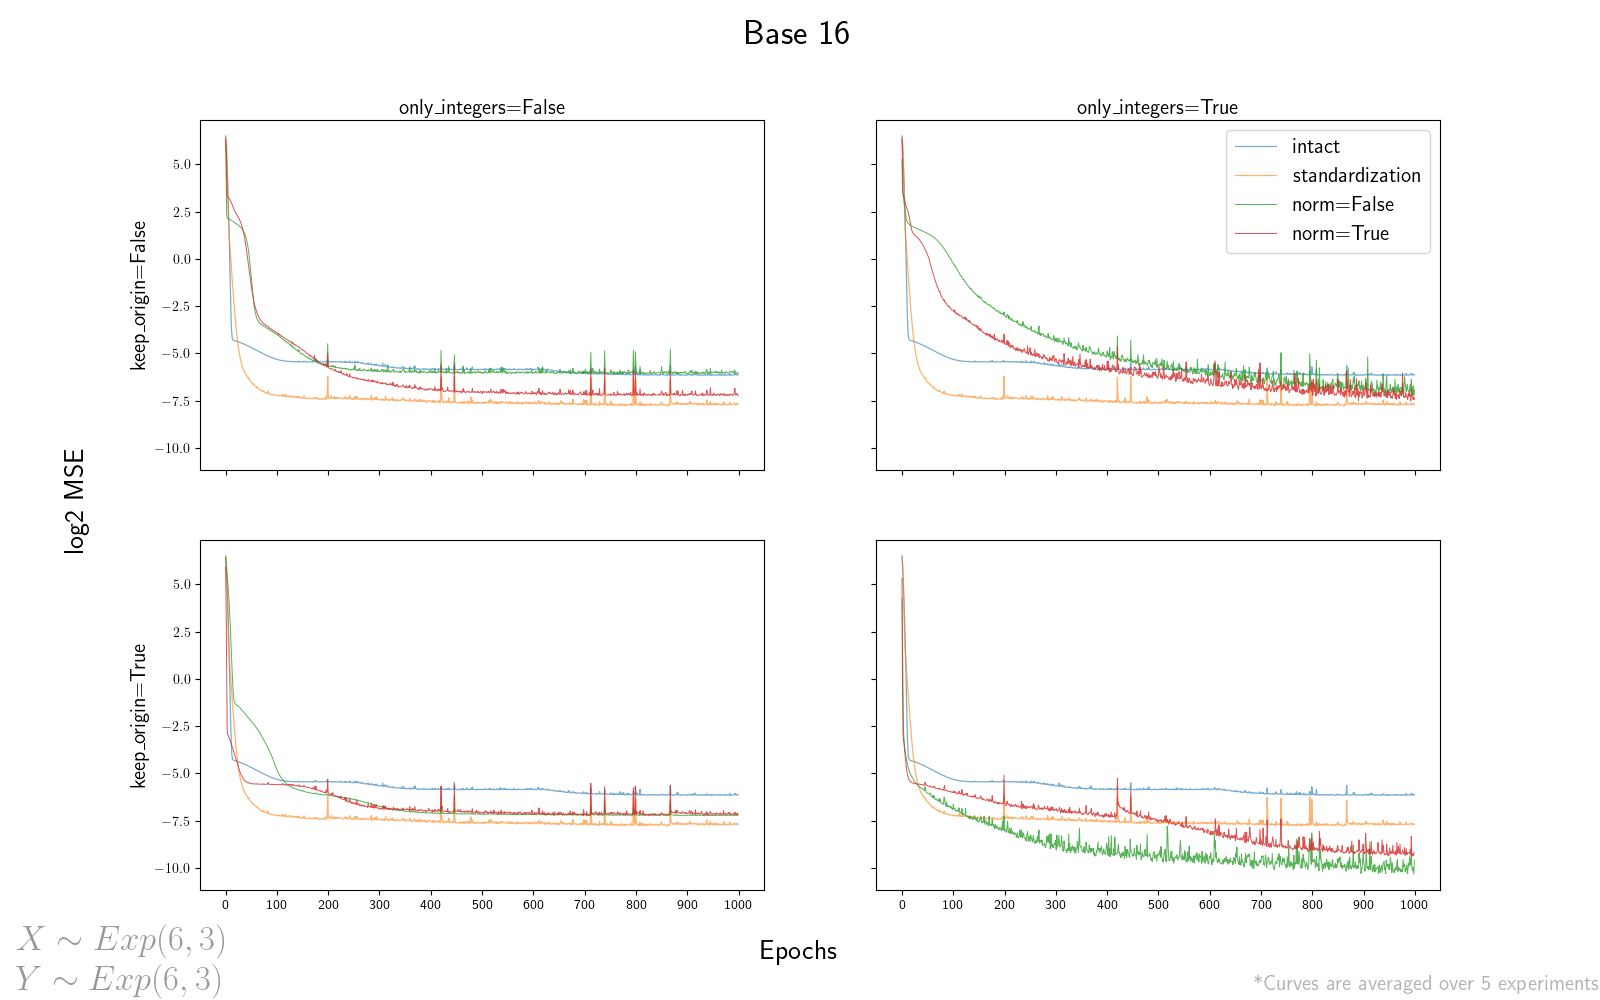 Base 16
only_integers=False
only_integers=True
intact
standardization
norm=False
norm=True
keep_origin=False
5.0
2.5
0.0
−2.5
−5.0
−7.5
−10.0
log2 MSE
keep_origin=True
5.0
2.5
0.0
−2.5
−5.0
−7.5
−10.0
0 100 200 300 400 500 600 700 800 900 1000
0 100 200 300 400 500 600 700 800 900 1000
Epochs
X ∼ Exp(6, 3)
Y ∼ Exp(6, 3)
*Curves are averaged over 5 experiments